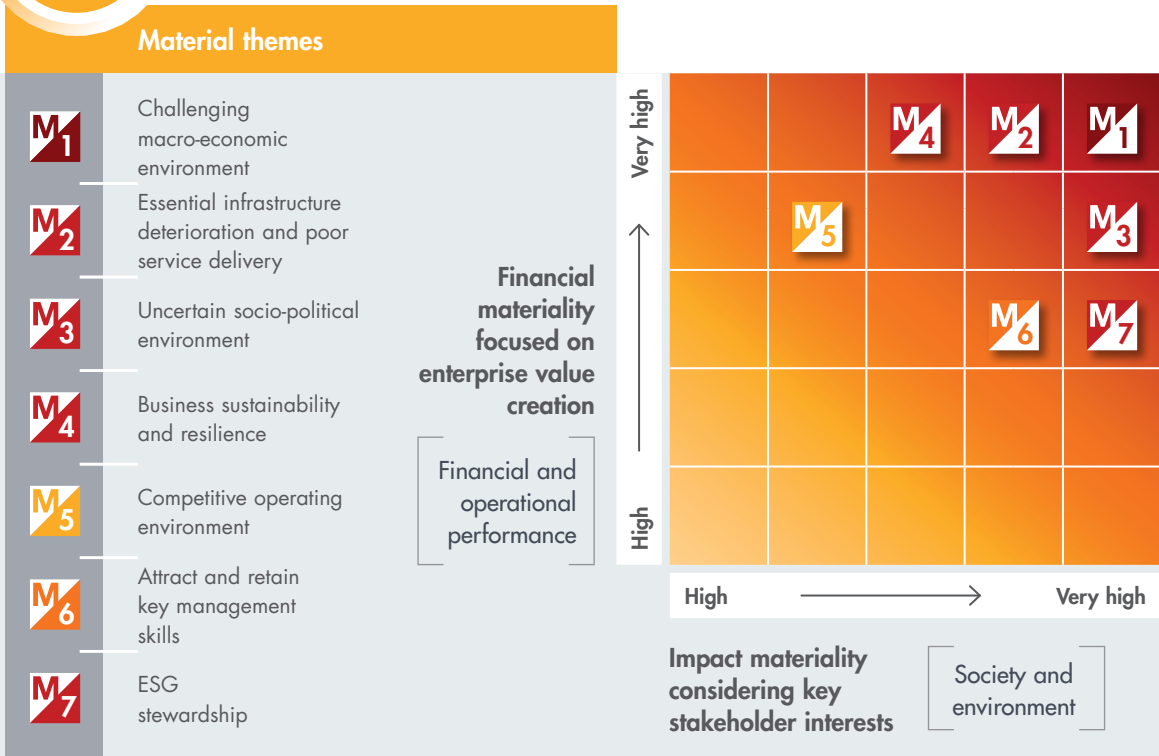 Material themes
M1
Challenging
macro-economic
environment
M2
Essential infrastructure
deterioration and poor
service delivery
M3
Uncertain socio-political
environment
M4
Business sustainability
and resilience
M5
Competitive operating
environment
M6
Attract and retain
key management
skills
M7
ESG
stewardship
Financial
materiality
focused on
enterprise value
creation
Financial and
operational
performance
Very high
High
M4
M2
M1
M5
M3
M6
M7
High
Very high
Impact materiality
considering key
stakeholder interests
Society and
environment